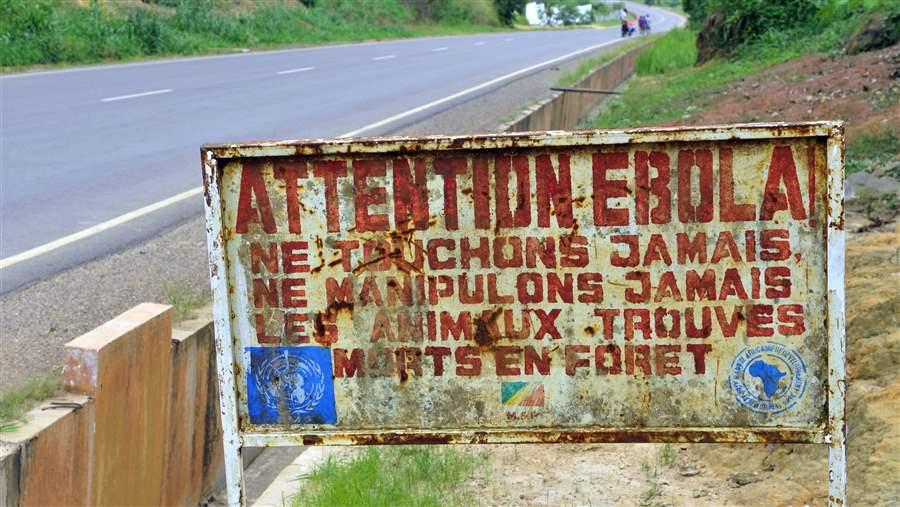 ATTENTION EBOLA!
NE TOUCHONS JAMAIS,
NE MANIPULONS JAMAIS
LES ANIMAUX TROUVES
MORTS EN FORET